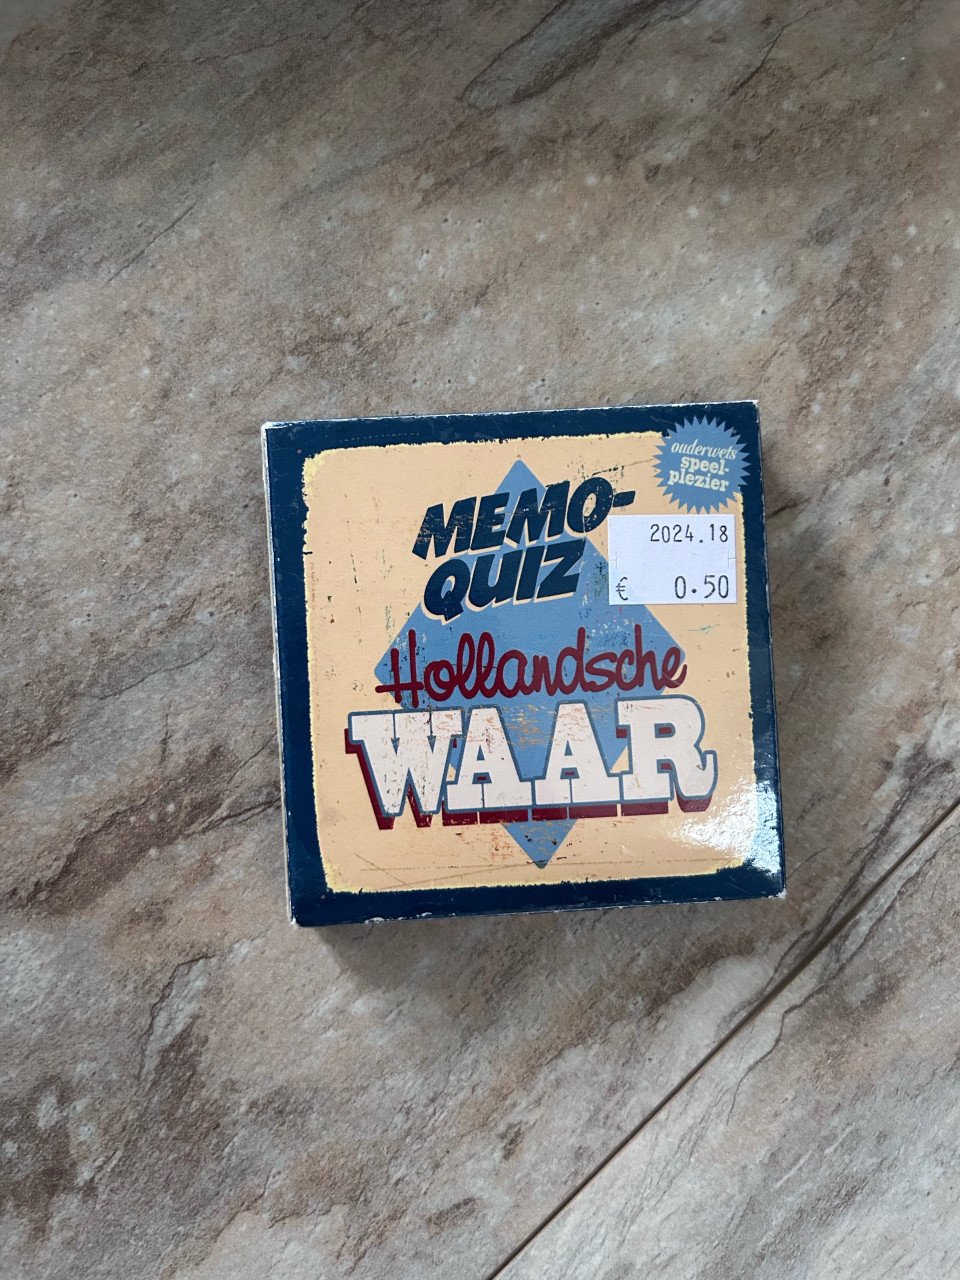 ouderwets
speel-
plezier
MEMO-
QUIZ
2024.18
€ 0.50
Hollandsche
WAAR